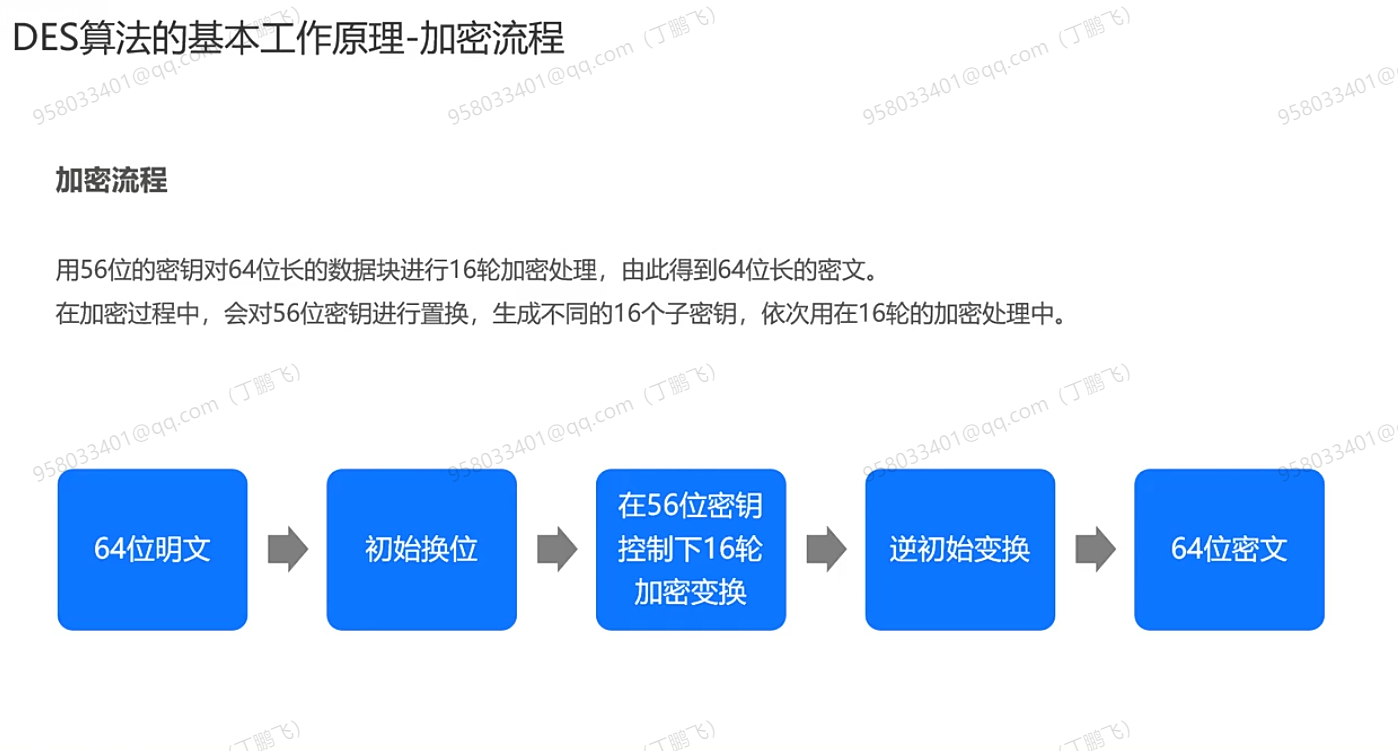 DES算法的基本工作原理-加密流程
958033401@qq.com（丁鹏飞）
958033401@qq.com（丁鹏飞）
958033401@qq.com（丁鹏飞）
958033401@
加密流程
用56位的密钥对64位长的数据块进行16轮加密处理，由此得到64位长的密文。
在加密过程中，会对56位密钥进行置换，生成不同的16个子密钥，依次用在16轮的加密处理中。
958033401@qq.com（丁鹏飞）
958033401@qq.com（丁鹏飞）
958033401@qq.com（丁鹏飞）
958033401@
64位明文
初始换位
在56位密钥
控制下16轮
加密变换
逆初始变换
64位密文
（丁鹏飞）
（丁鹏飞）
（丁鹏飞）